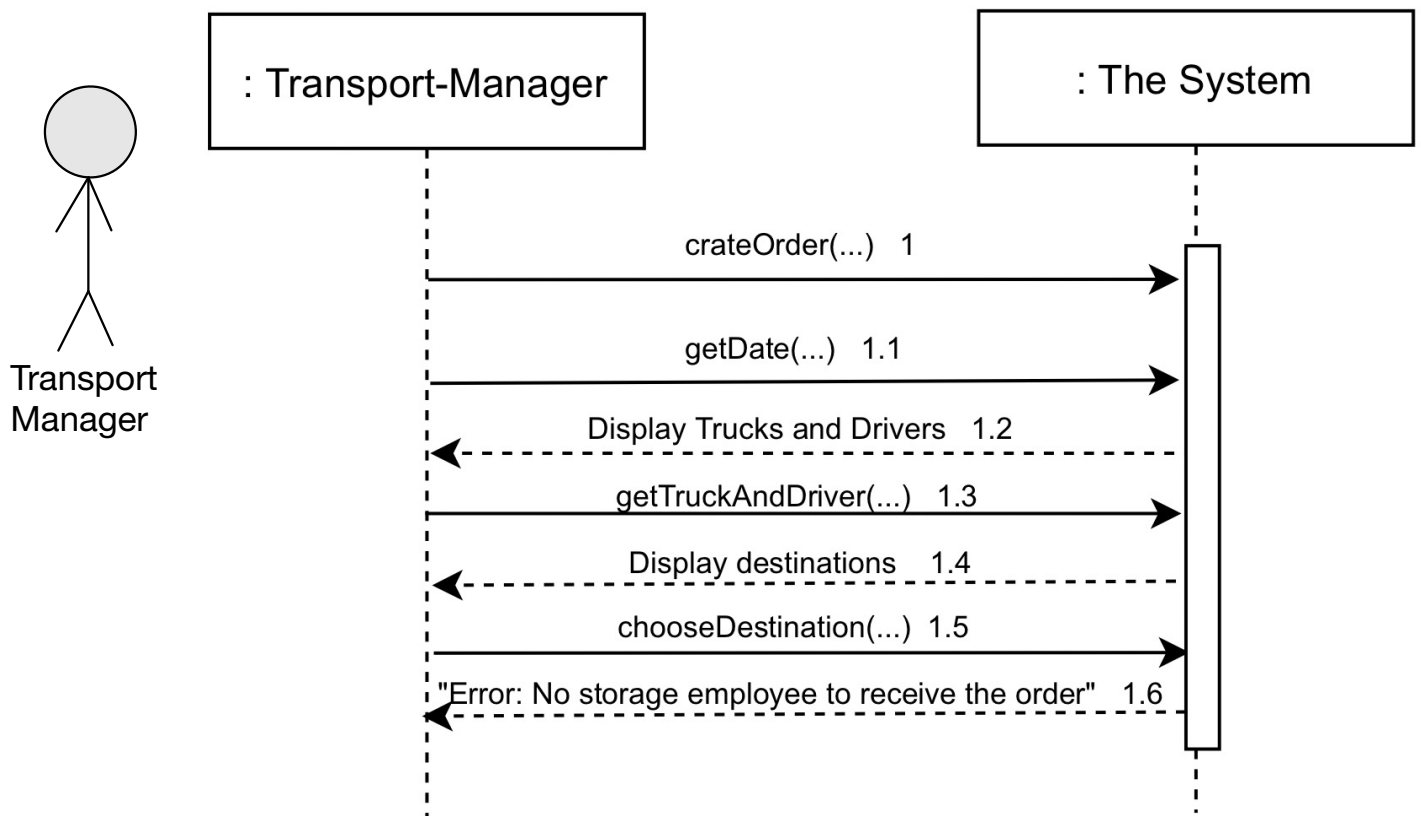 : Transport-Manager
: The System
Transport
Manager
crateOrder(...) 1
getDate(...) 1.1
Display Trucks and Drivers 1.2
getTruckAndDriver(...) 1.3
Display destinations 1.4
chooseDestination(...) 1.5
"Error: No storage employee to receive the order" 1.6